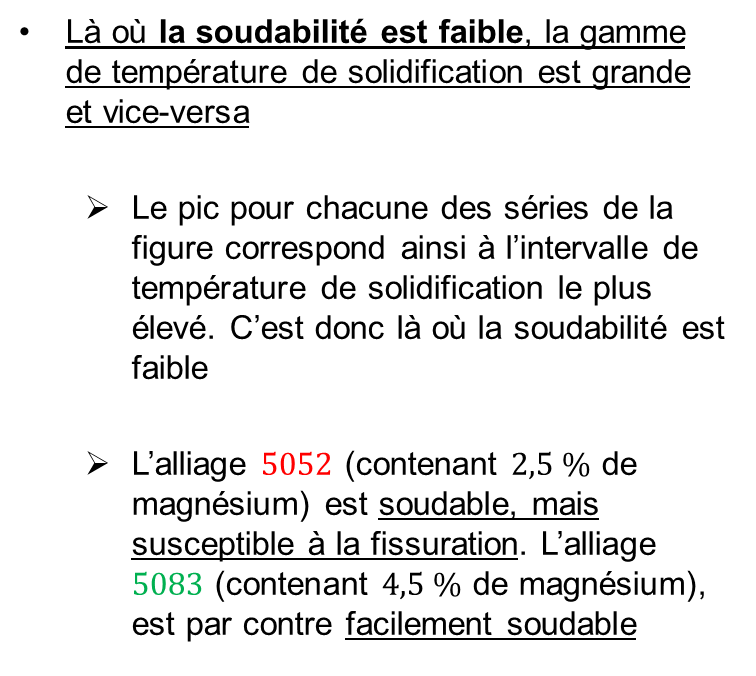 • Là où la soudabilité est faible, la gamme
de température de solidification est grande
et vice-versa
➢ Le pic pour chacune des séries de la
figure correspond ainsi à l’intervalle de
température de solidification le plus
élevé. C’est donc là où la soudabilité est
faible
➢ L’alliage 5052 (contenant 2,5 % de
magnésium) est soudable, mais
susceptible à la fissuration. L’alliage
5083 (contenant 4,5 % de magnésium),
est par contre facilement soudable